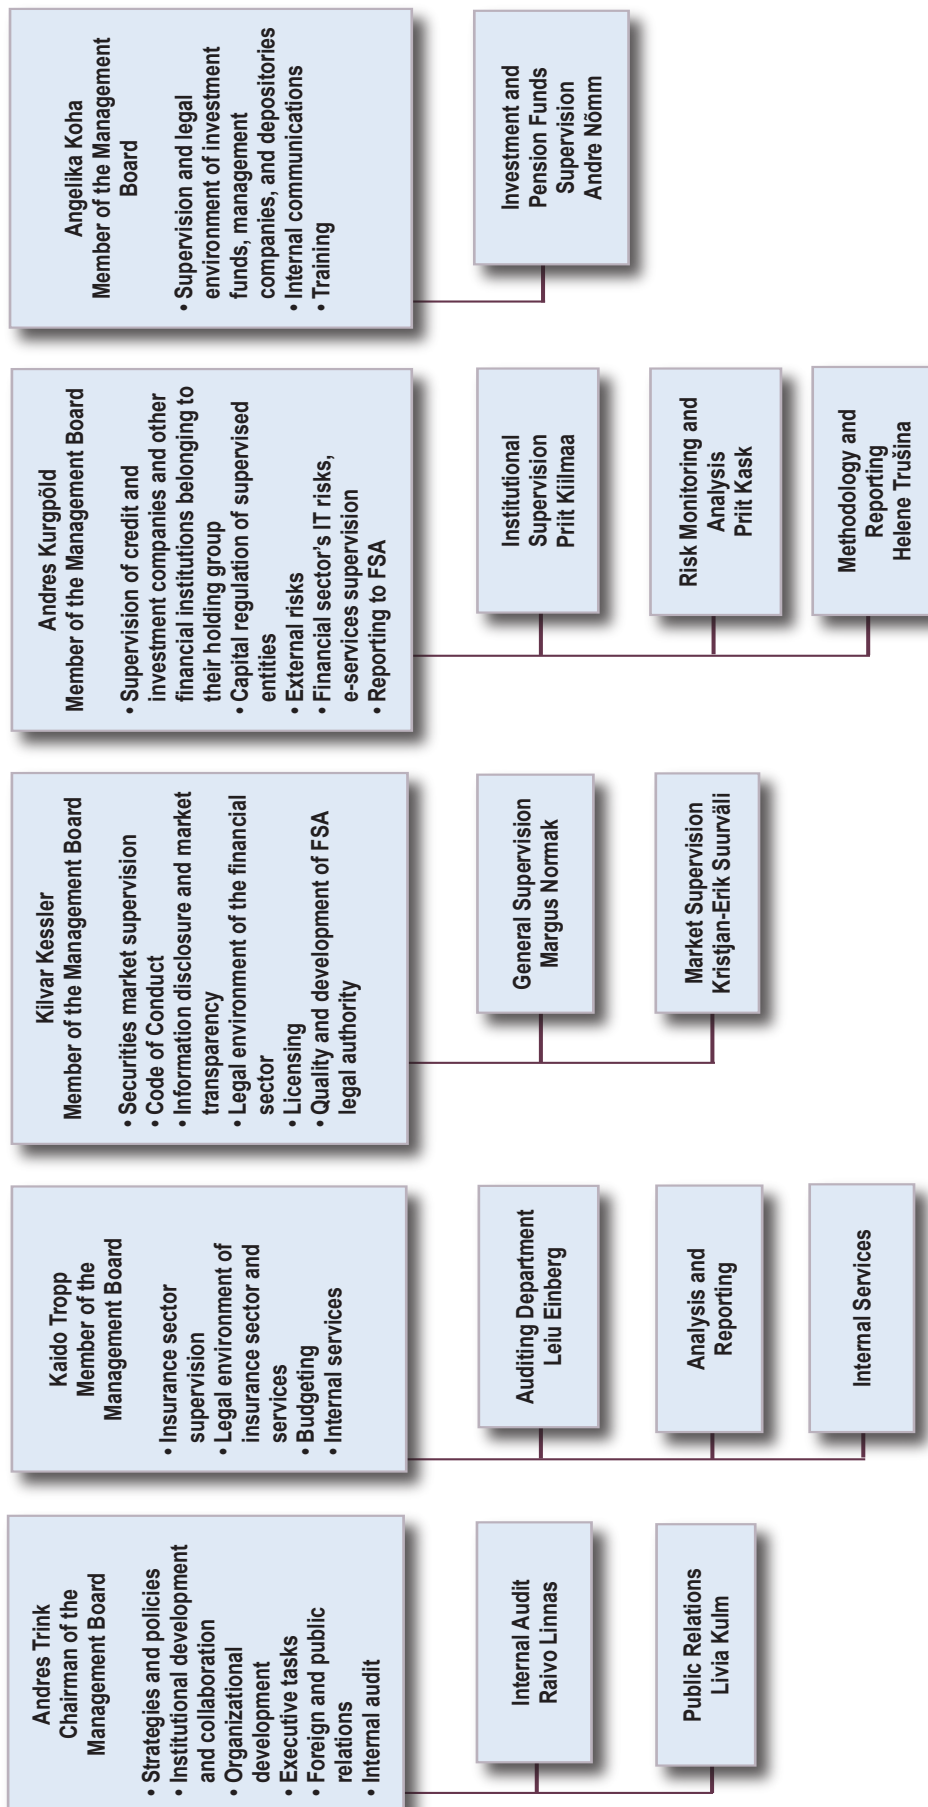 Andres Trink
Chairman of the
Management Board
• Strategies and policies
• Institutional development
and collaboration
• Organizational
development
• Executive tasks
• Foreign and public
relations
• Internal audit
Internal Audit
Raivo Linnas
Public Relations
Livia Kulm
Kaido Tropp
Member of the
Management Board
• Insurance sector
supervision
• Legal environment of
insurance sector and
services
• Budgeting
• Internal services
Auditing Department
Leiu Einberg
Analysis and
Reporting
Internal Services
Kilvar Kessler
Member of the Management Board
• Securities market supervision
• Code of Conduct
• Information disclosure and market
transparency
• Legal environment of the financial
sector
• Licensing
• Quality and development of FSA
legal authority
General Supervision
Margus Normak
Market Supervision
Kristjan-Erik Suurväli
Andres Kurgpõld
Member of the Management Board
• Supervision of credit and
investment companies and other
financial institutions belonging to
their holding group
• Capital regulation of supervised
entities
• External risks
• Financial sector's IT risks,
e-services supervision
• Reporting to FSA
Institutional
Supervision
Priit Kiilmaa
Risk Monitoring and
Analysis
Priit Kask
Methodology and
Reporting
Helene Trušina
Angelika Koha
Member of the Management
Board
• Supervision and legal
environment of investment
funds, management
companies, and depositories
• Internal communications
• Training
Investment and
Pension Funds
Supervision
Andre Nõmm